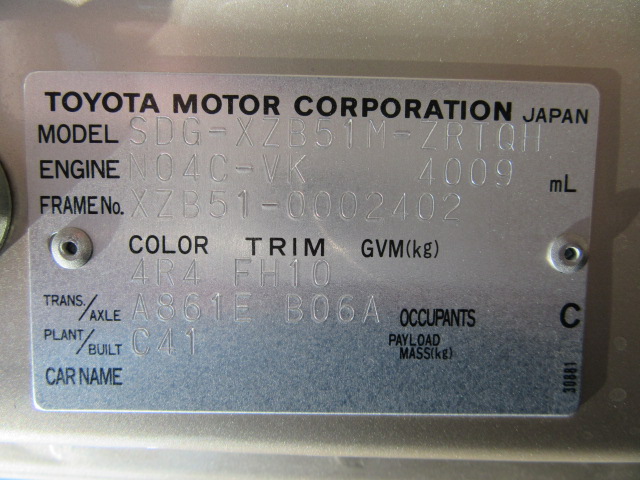 TOYOTA MOTOR CORPORATION JAPAN
MODEL SDG-XZB51M-ZRTQH
ENGINE N04C-VK 4009 mL
FRAME No. XZB51-0002402
COLOR TRIM GVM(kg)
4R4 FH10
TRANS./AXLE A861E B06A OCCUPANTS C
PLANT/BUILT C41 PAYLOAD MASS(kg)
CAR NAME
30881